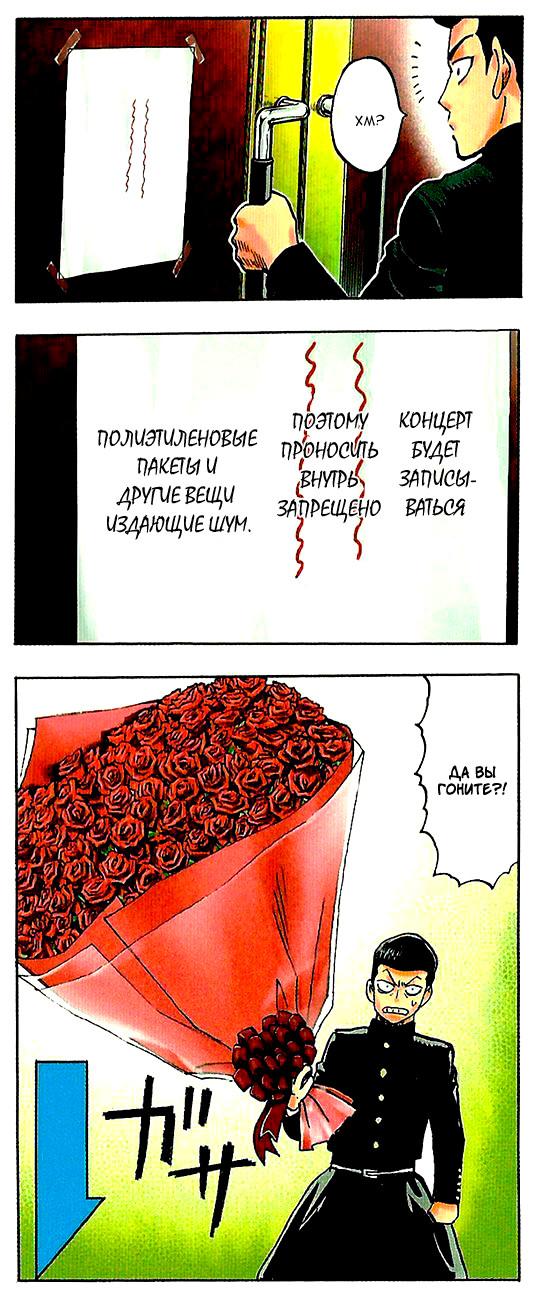 ХМ?
КОНЦЕРТ
БУДЕТ
ЗАПИСЫ-
ВАТЬСЯ
ПОЭТОМУ
ПРОНОСИТЬ
ВНУТРЬ
ЗАПРЕЩЕНО
ПОЛИЭТИЛЕНОВЫЕ
ПАКЕТЫ И
ДРУГИЕ ВЕЩИ
ИЗДАЮЩИЕ ШУМ.
ДА ВЫ
ГОНИТЕ?!
ガサ